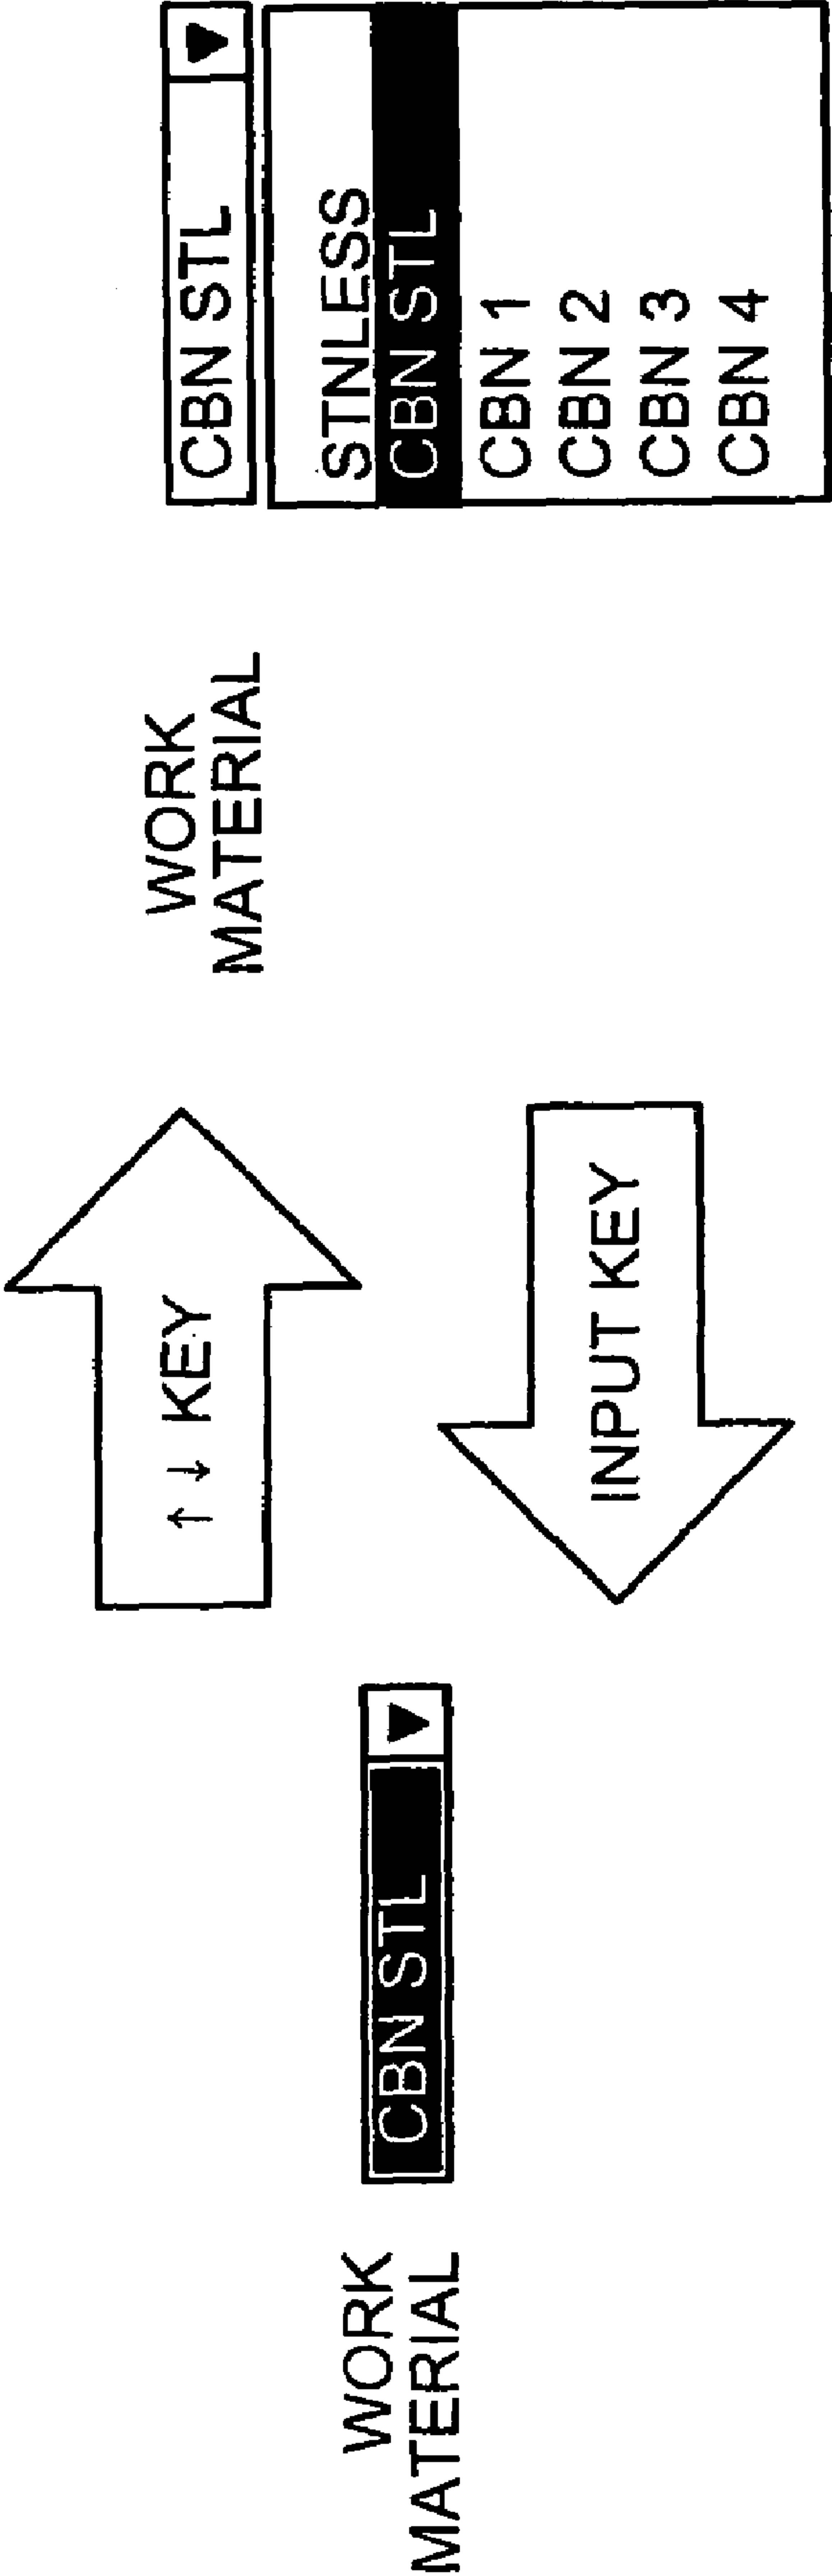 WORK
MATERIAL
CBN STL ▼
↑ ↓ KEY
INPUT KEY
WORK
MATERIAL
CBN STL ▼
STNLESS
CBN STL
CBN 1
CBN 2
CBN 3
CBN 4